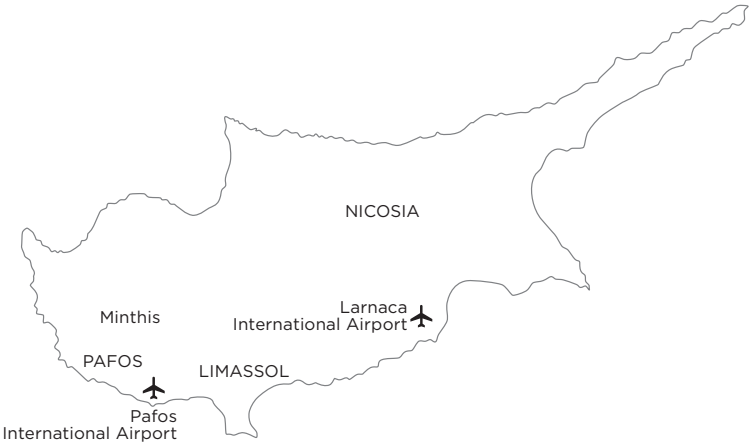 NICOSIA
Larnaca
International Airport
Minthis
PAFOS
LIMASSOL
Pafos
International Airport